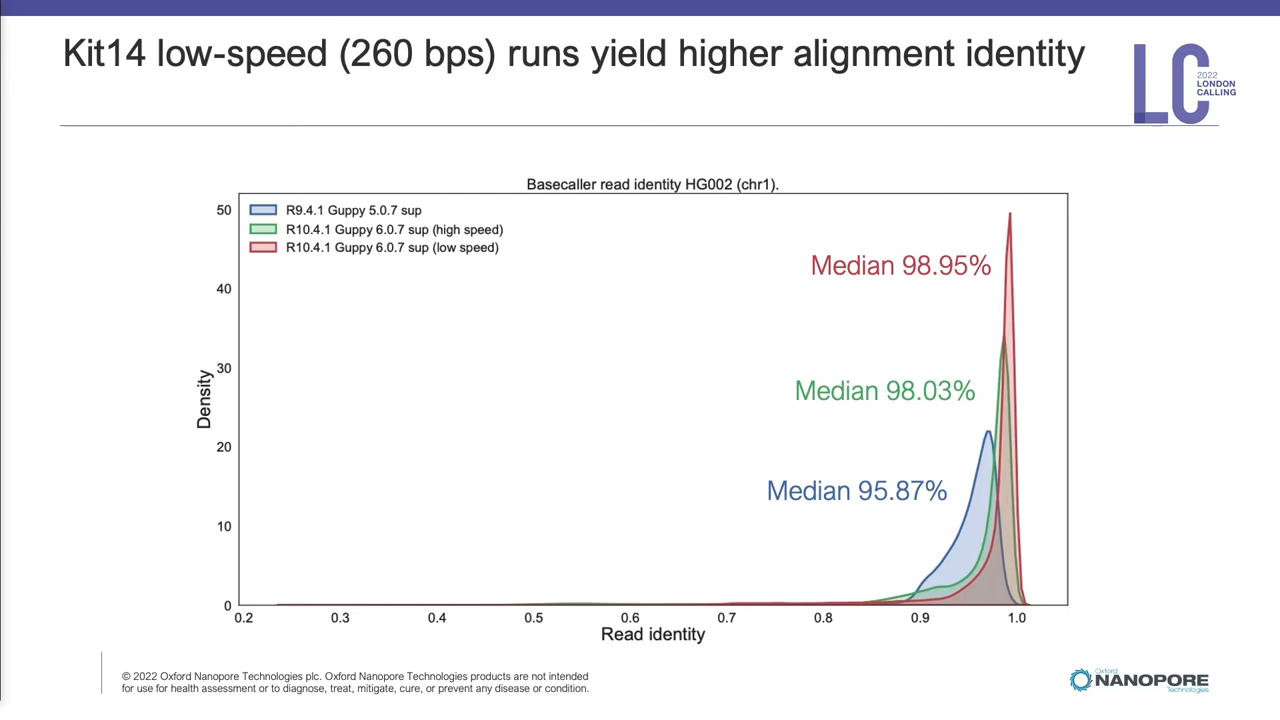 Kit14 low-speed (260 bps) runs yield higher alignment identity
LC
2022
LONDON
CALLING
Basecaller read identity HG002 (chr1).
R9.4.1 Guppy 5.0.7 sup
R10.4.1 Guppy 6.0.7 sup (high speed)
R10.4.1 Guppy 6.0.7 sup (low speed)
Median 98.95%
Median 98.03%
Median 95.87%
Density
50
40
30
20
10
0
0.2 0.3 0.4 0.5 0.6 0.7 0.8 0.9 1.0
Read identity
© 2022 Oxford Nanopore Technologies plc. Oxford Nanopore Technologies products are not intended
for use for health assessment or to diagnose, treat, mitigate, cure, or prevent any disease or condition.
Oxford
NANOPORE
Technologies